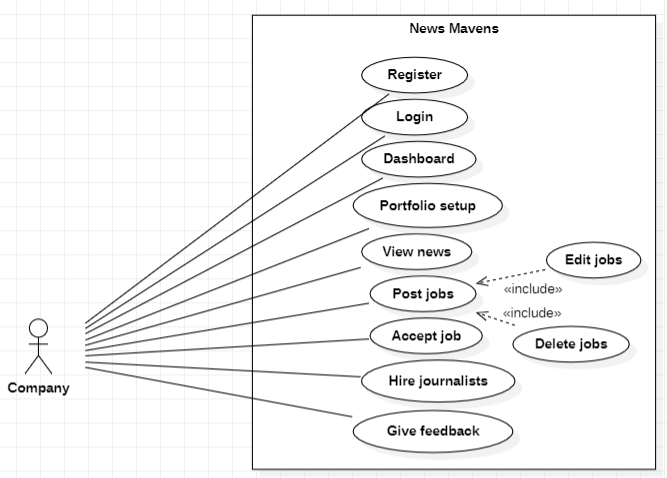 News Mavens
Register
Login
Dashboard
Portfolio setup
View news
Edit jobs
«include»
Post jobs
«include»
Accept job
Delete jobs
Hire journalists
Company
Give feedback